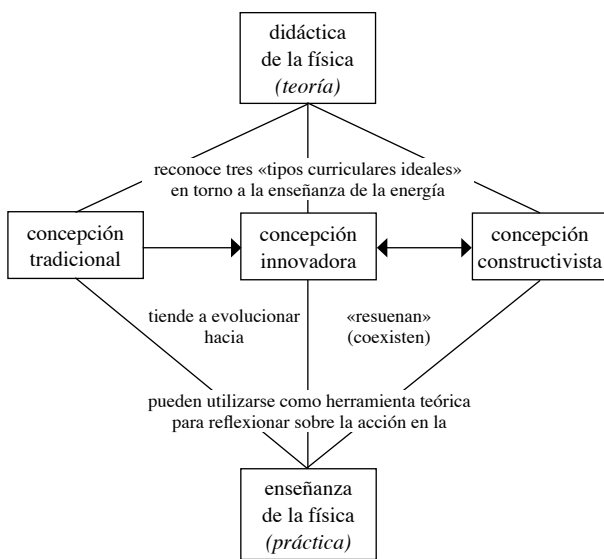 didáctica
de la física
(teoría)
reconoce tres «tipos curriculares ideales»
en torno a la enseñanza de la energía
concepción
tradicional
concepción
innovadora
concepción
constructivista
tiende a evolucionar
hacia
«resuenan»
(coexisten)
pueden utilizarse como herramienta teórica
para reflexionar sobre la acción en la
enseñanza
de la física
(práctica)